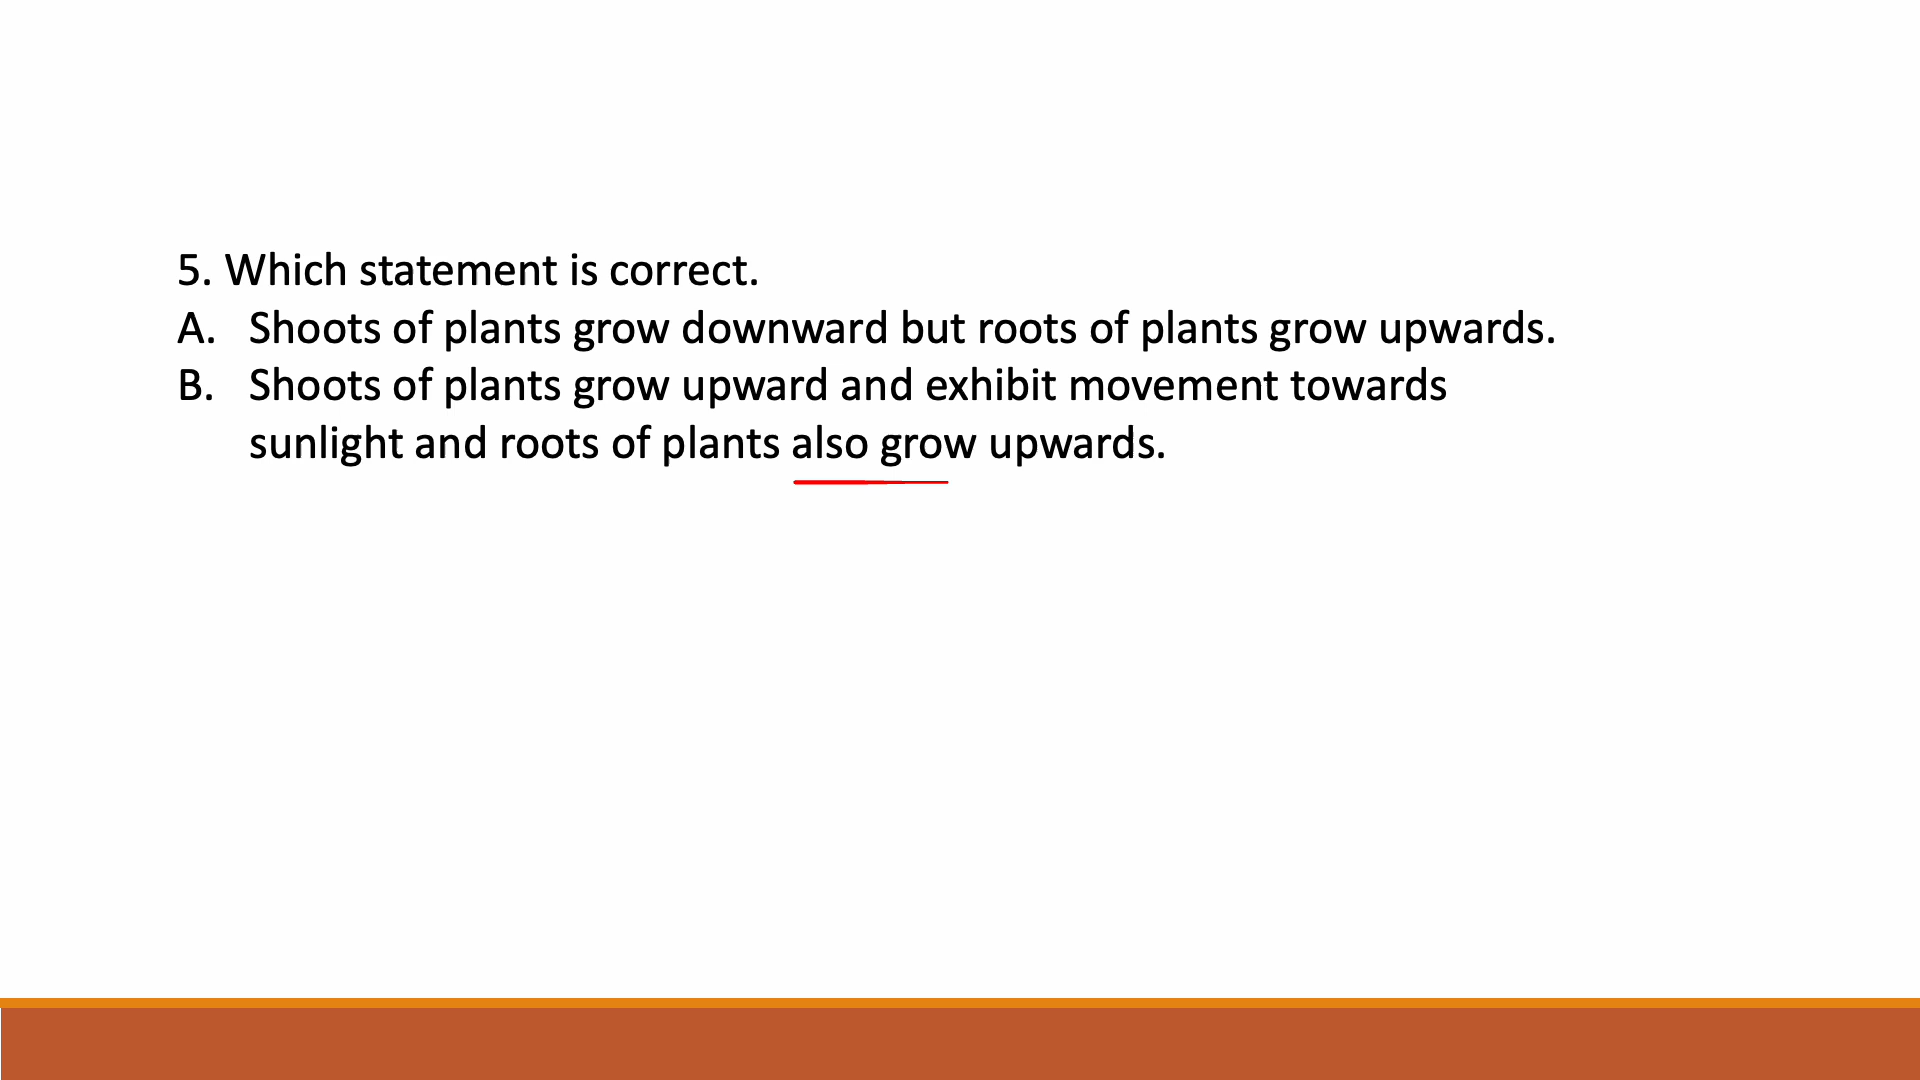 5. Which statement is correct.
A. Shoots of plants grow downward but roots of plants grow upwards.
B. Shoots of plants grow upward and exhibit movement towards
sunlight and roots of plants also grow upwards.